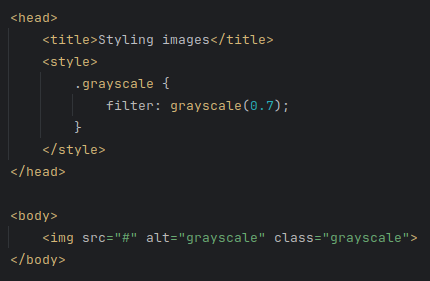 <head>
    <title>Styling images</title>
    <style>
        .grayscale {
            filter: grayscale(0.7);
        }
    </style>
</head>

<body>
    <img src="#" alt="grayscale" class="grayscale">
</body>